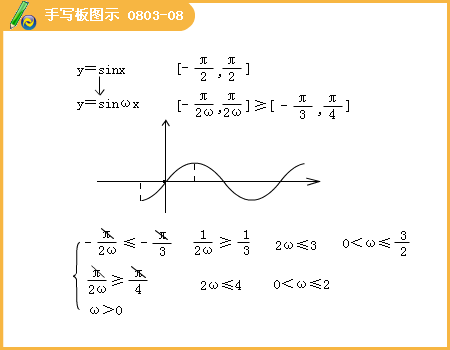 手写板图示 0803-08
y=sinx [-π/2,π/2]
y=sinωx [-π/2ω,π/2ω]≥[-π/3,π/4]
-π/2ω≤-π/3 1/2ω≥1/3 2ω≤3 0<ω≤3/2
π/2ω≥π/4 2ω≤4 0<ω≤2
ω>0